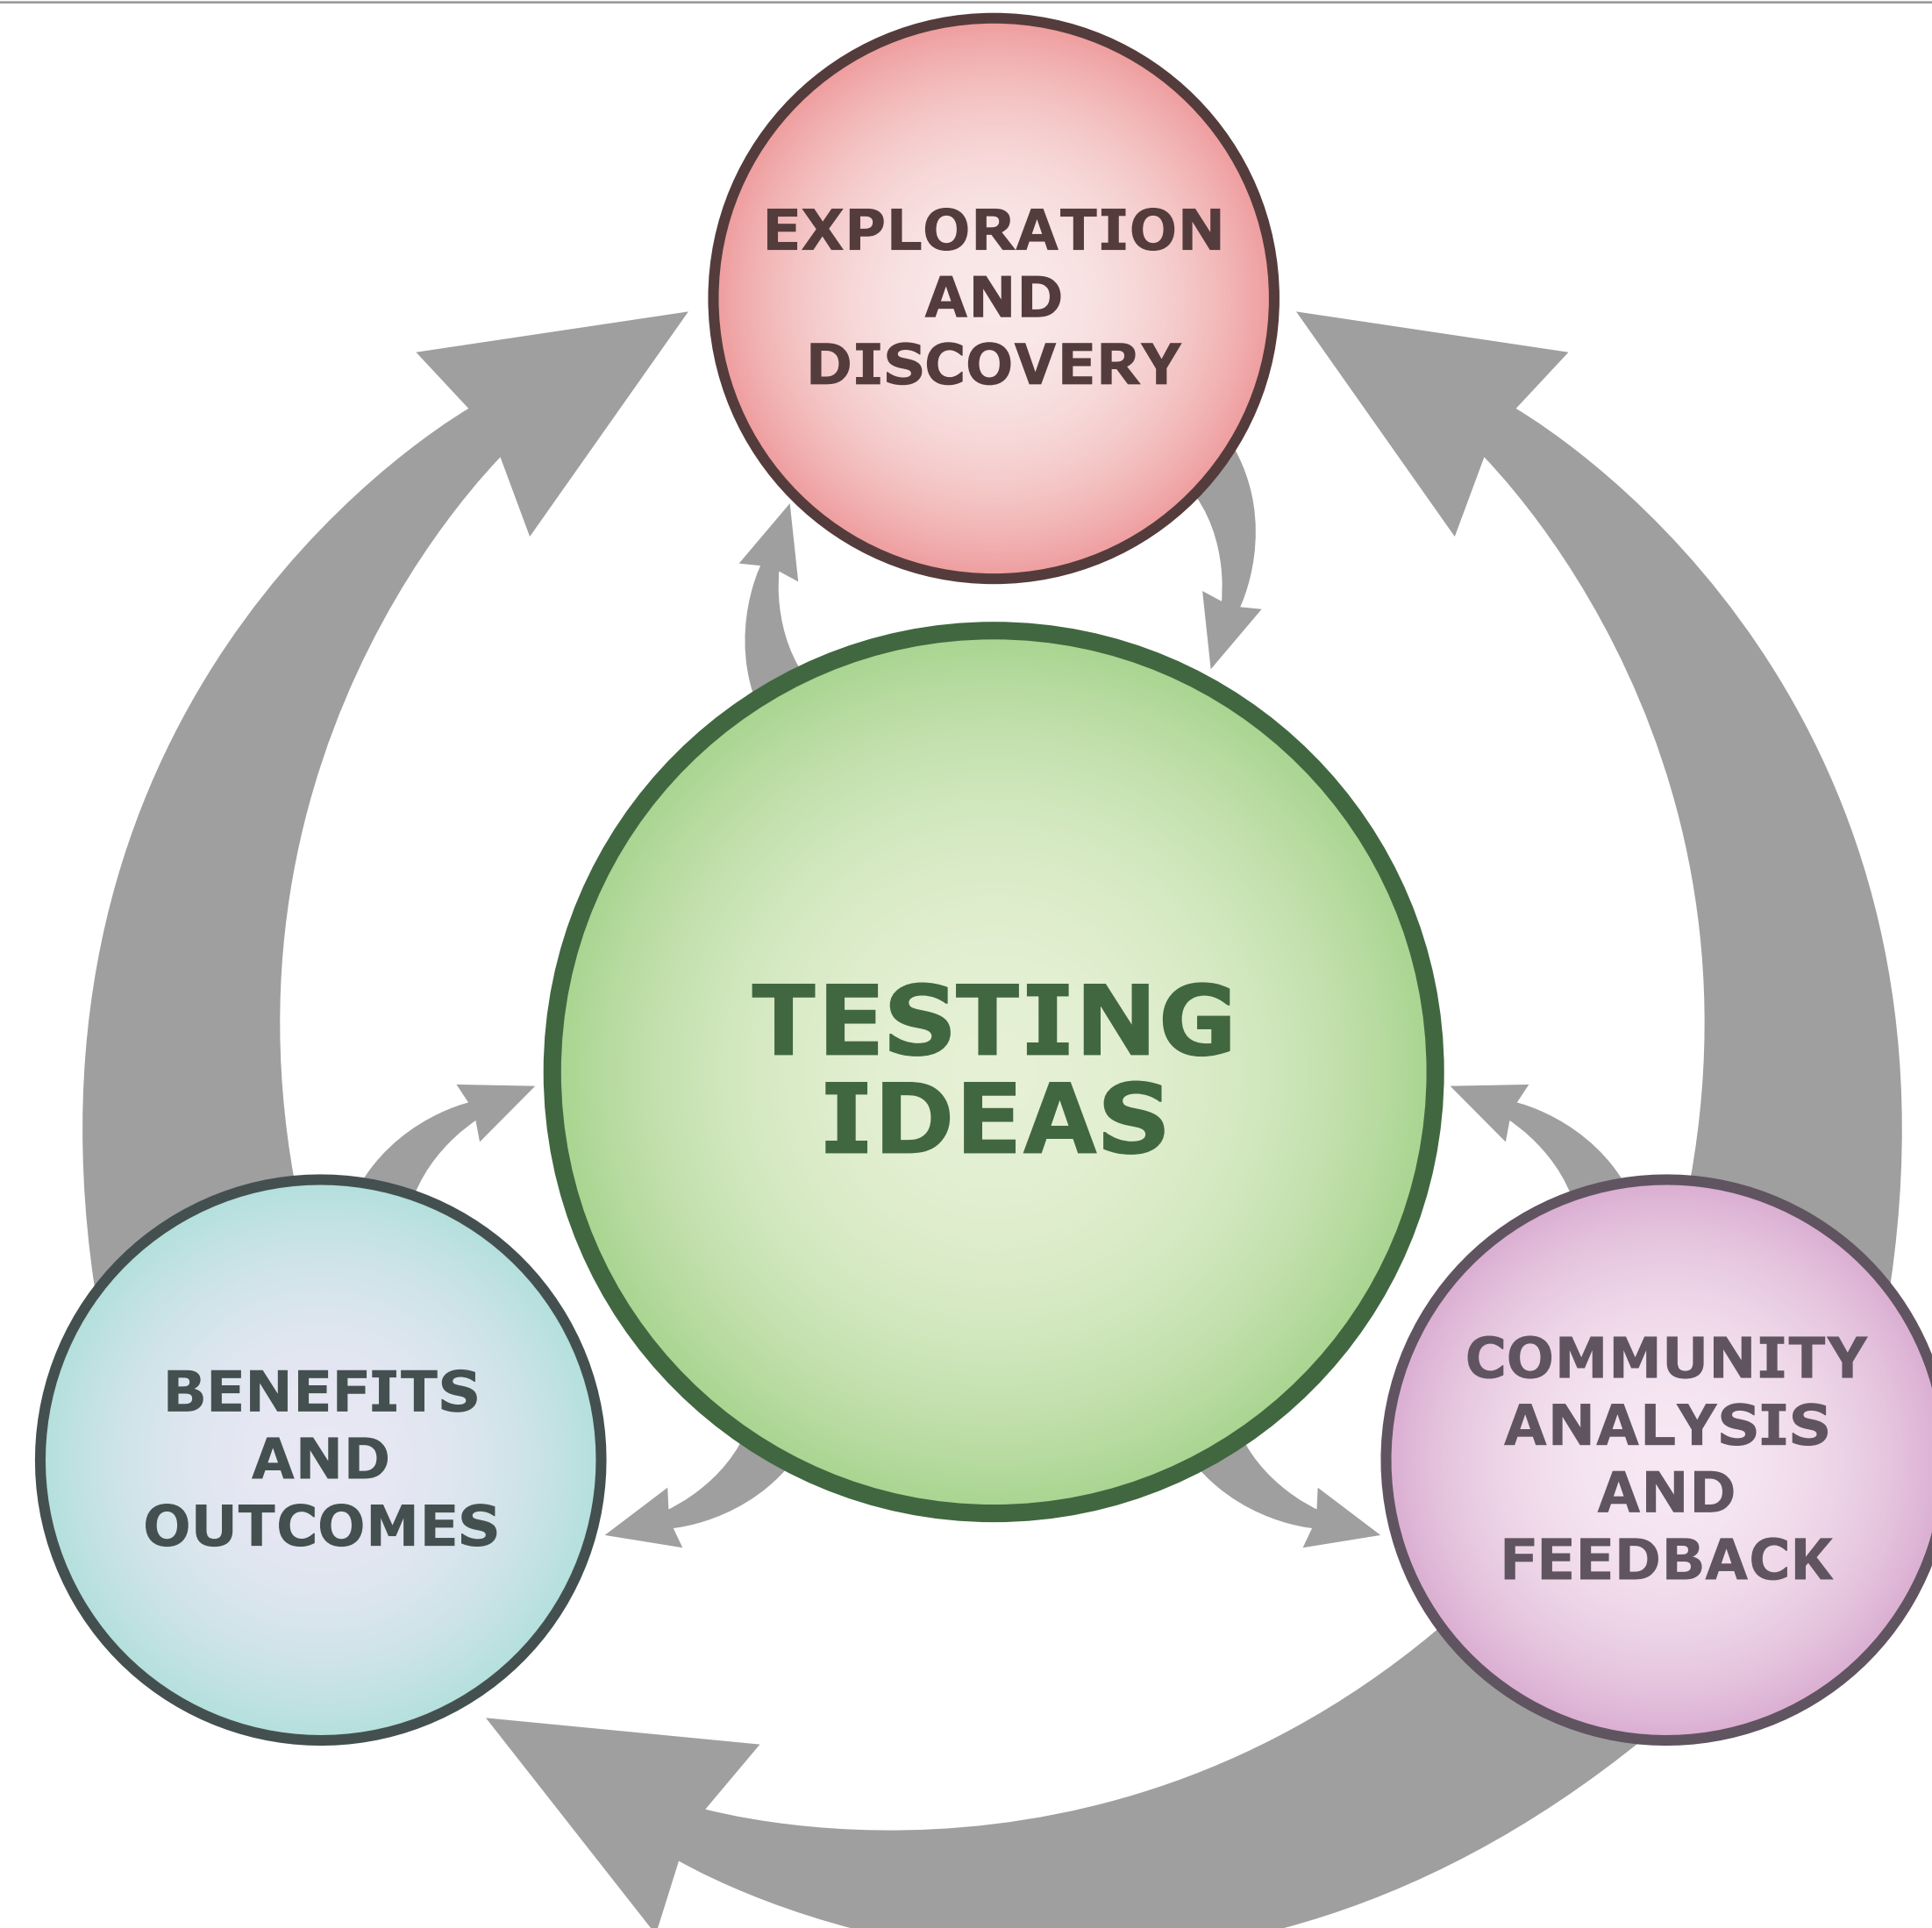 EXPLORATION
AND
DISCOVERY
TESTING
IDEAS
BENEFITS
AND
OUTCOMES
COMMUNITY
ANALYSIS
AND
FEEDBACK